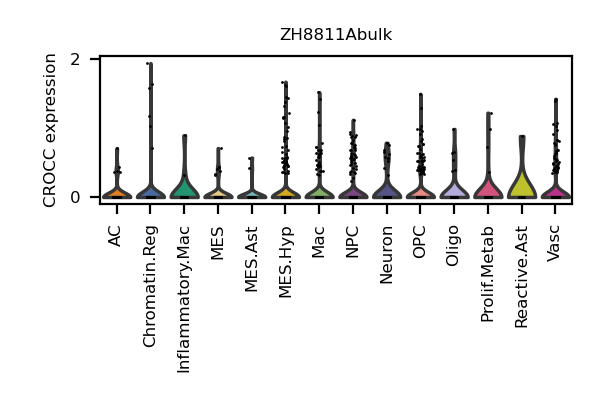 ZH8811Abulk
CROCC expression
2
0
AC
Chromatin.Reg
Inflammatory.Mac
MES
MES.Ast
MES.Hyp
Mac
NPC
Neuron
OPC
Oligo
Prolif.Metab
Reactive.Ast
Vasc